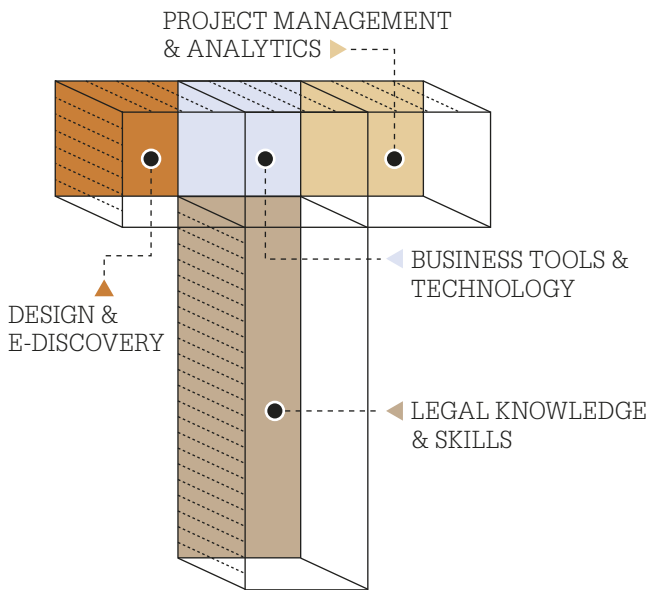 PROJECT MANAGEMENT
& ANALYTICS
BUSINESS TOOLS &
TECHNOLOGY
DESIGN &
E-DISCOVERY
LEGAL KNOWLEDGE
& SKILLS